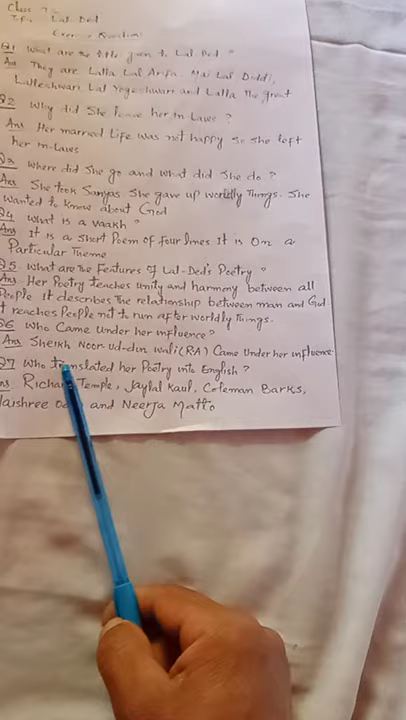 Class 7th
Topic Lal Ded
Exercise Questions
Q1 What are the titles given to Lal Ded ?
Ans They are Lalla Lal Arifa, Mai Lal Diddi,
Lalleshwari Lal Yogeshwari and Lalla the great
Q2 Why did She leave her in Laws ?
Ans Her married Life was not happy so she left
her in-laws
Q3 Where did She go and what did She do ?
Ans She took Sanyas She gave up worldly Things. She
wanted to know about God
Q4 What is a vaakh ?
Ans It is a short Poem of four lines. It is on a
Particular Theme
Q5 What are the Features of Lal-Ded's Poetry ?
Ans Her Poetry teaches unity and harmony between all
People It describes the relationship between man and God
It teaches People not to run after worldly things.
Q6 Who Came Under her influence ?
Ans Sheikh Noor-ud-din wali (RA) Came Under her influence
Q7 Who translated her Poetry into English ?
Ans Richard Temple, Jaylal Kaul, Coleman Barks,
Jaishree and Neerja Matto